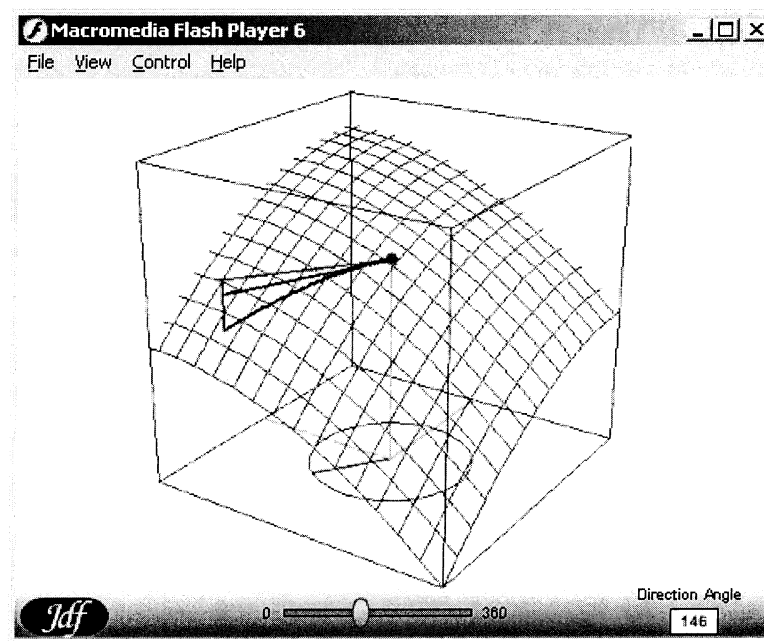 Macromedia Flash Player 6
File View Control Help
Direction Angle
Jdf 0 360 146